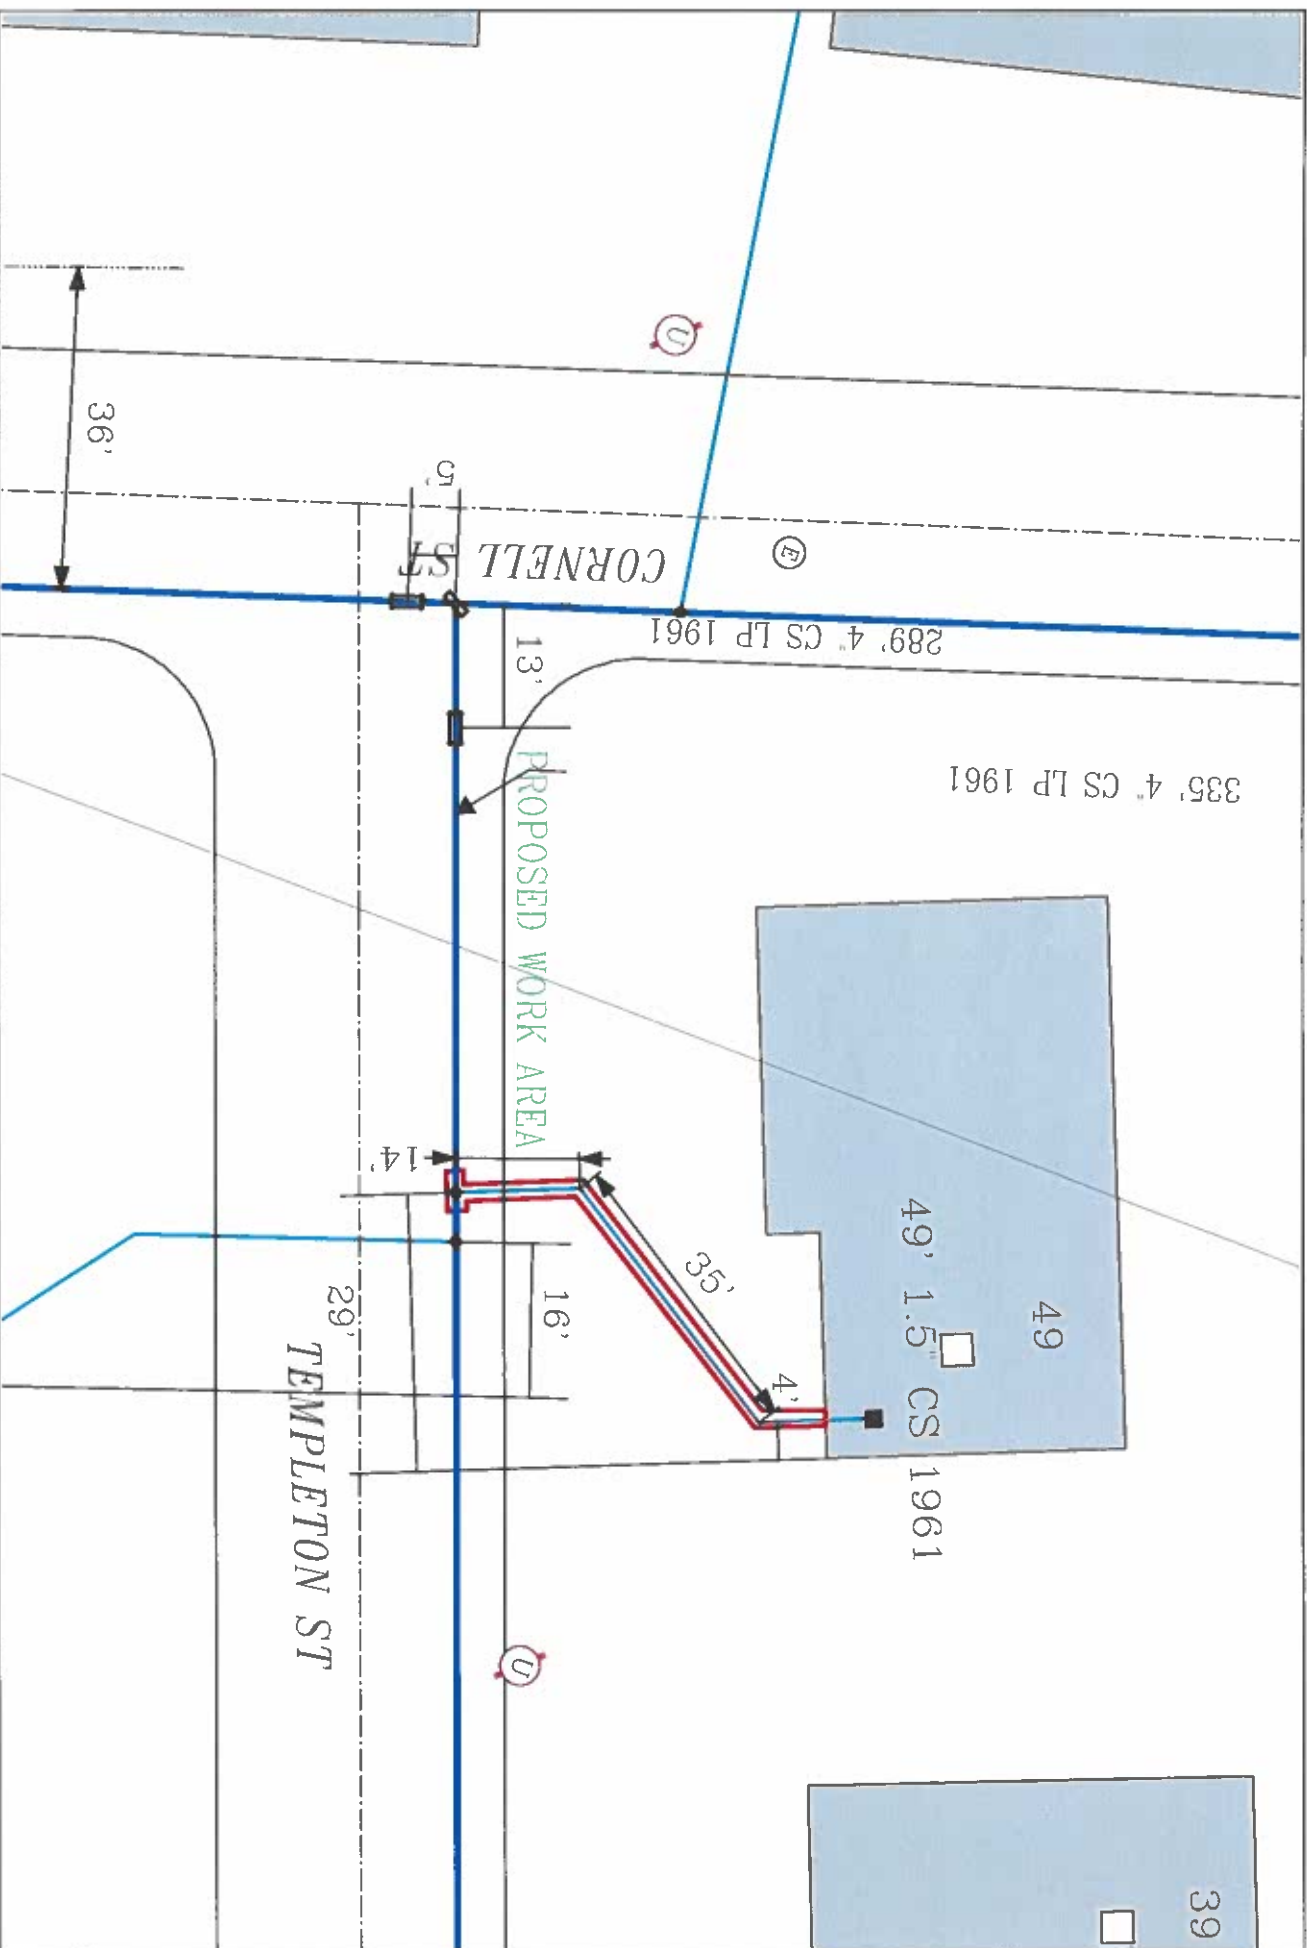 36'
5'
CORNELL ST
E
U
289' 4" CS LP 1961
13'
335' 4" CS LP 1961
PROPOSED WORK AREA
14'
35'
4'
49' 1.5" CS 1961
49
29'
16'
TEMPLETON ST
U
39